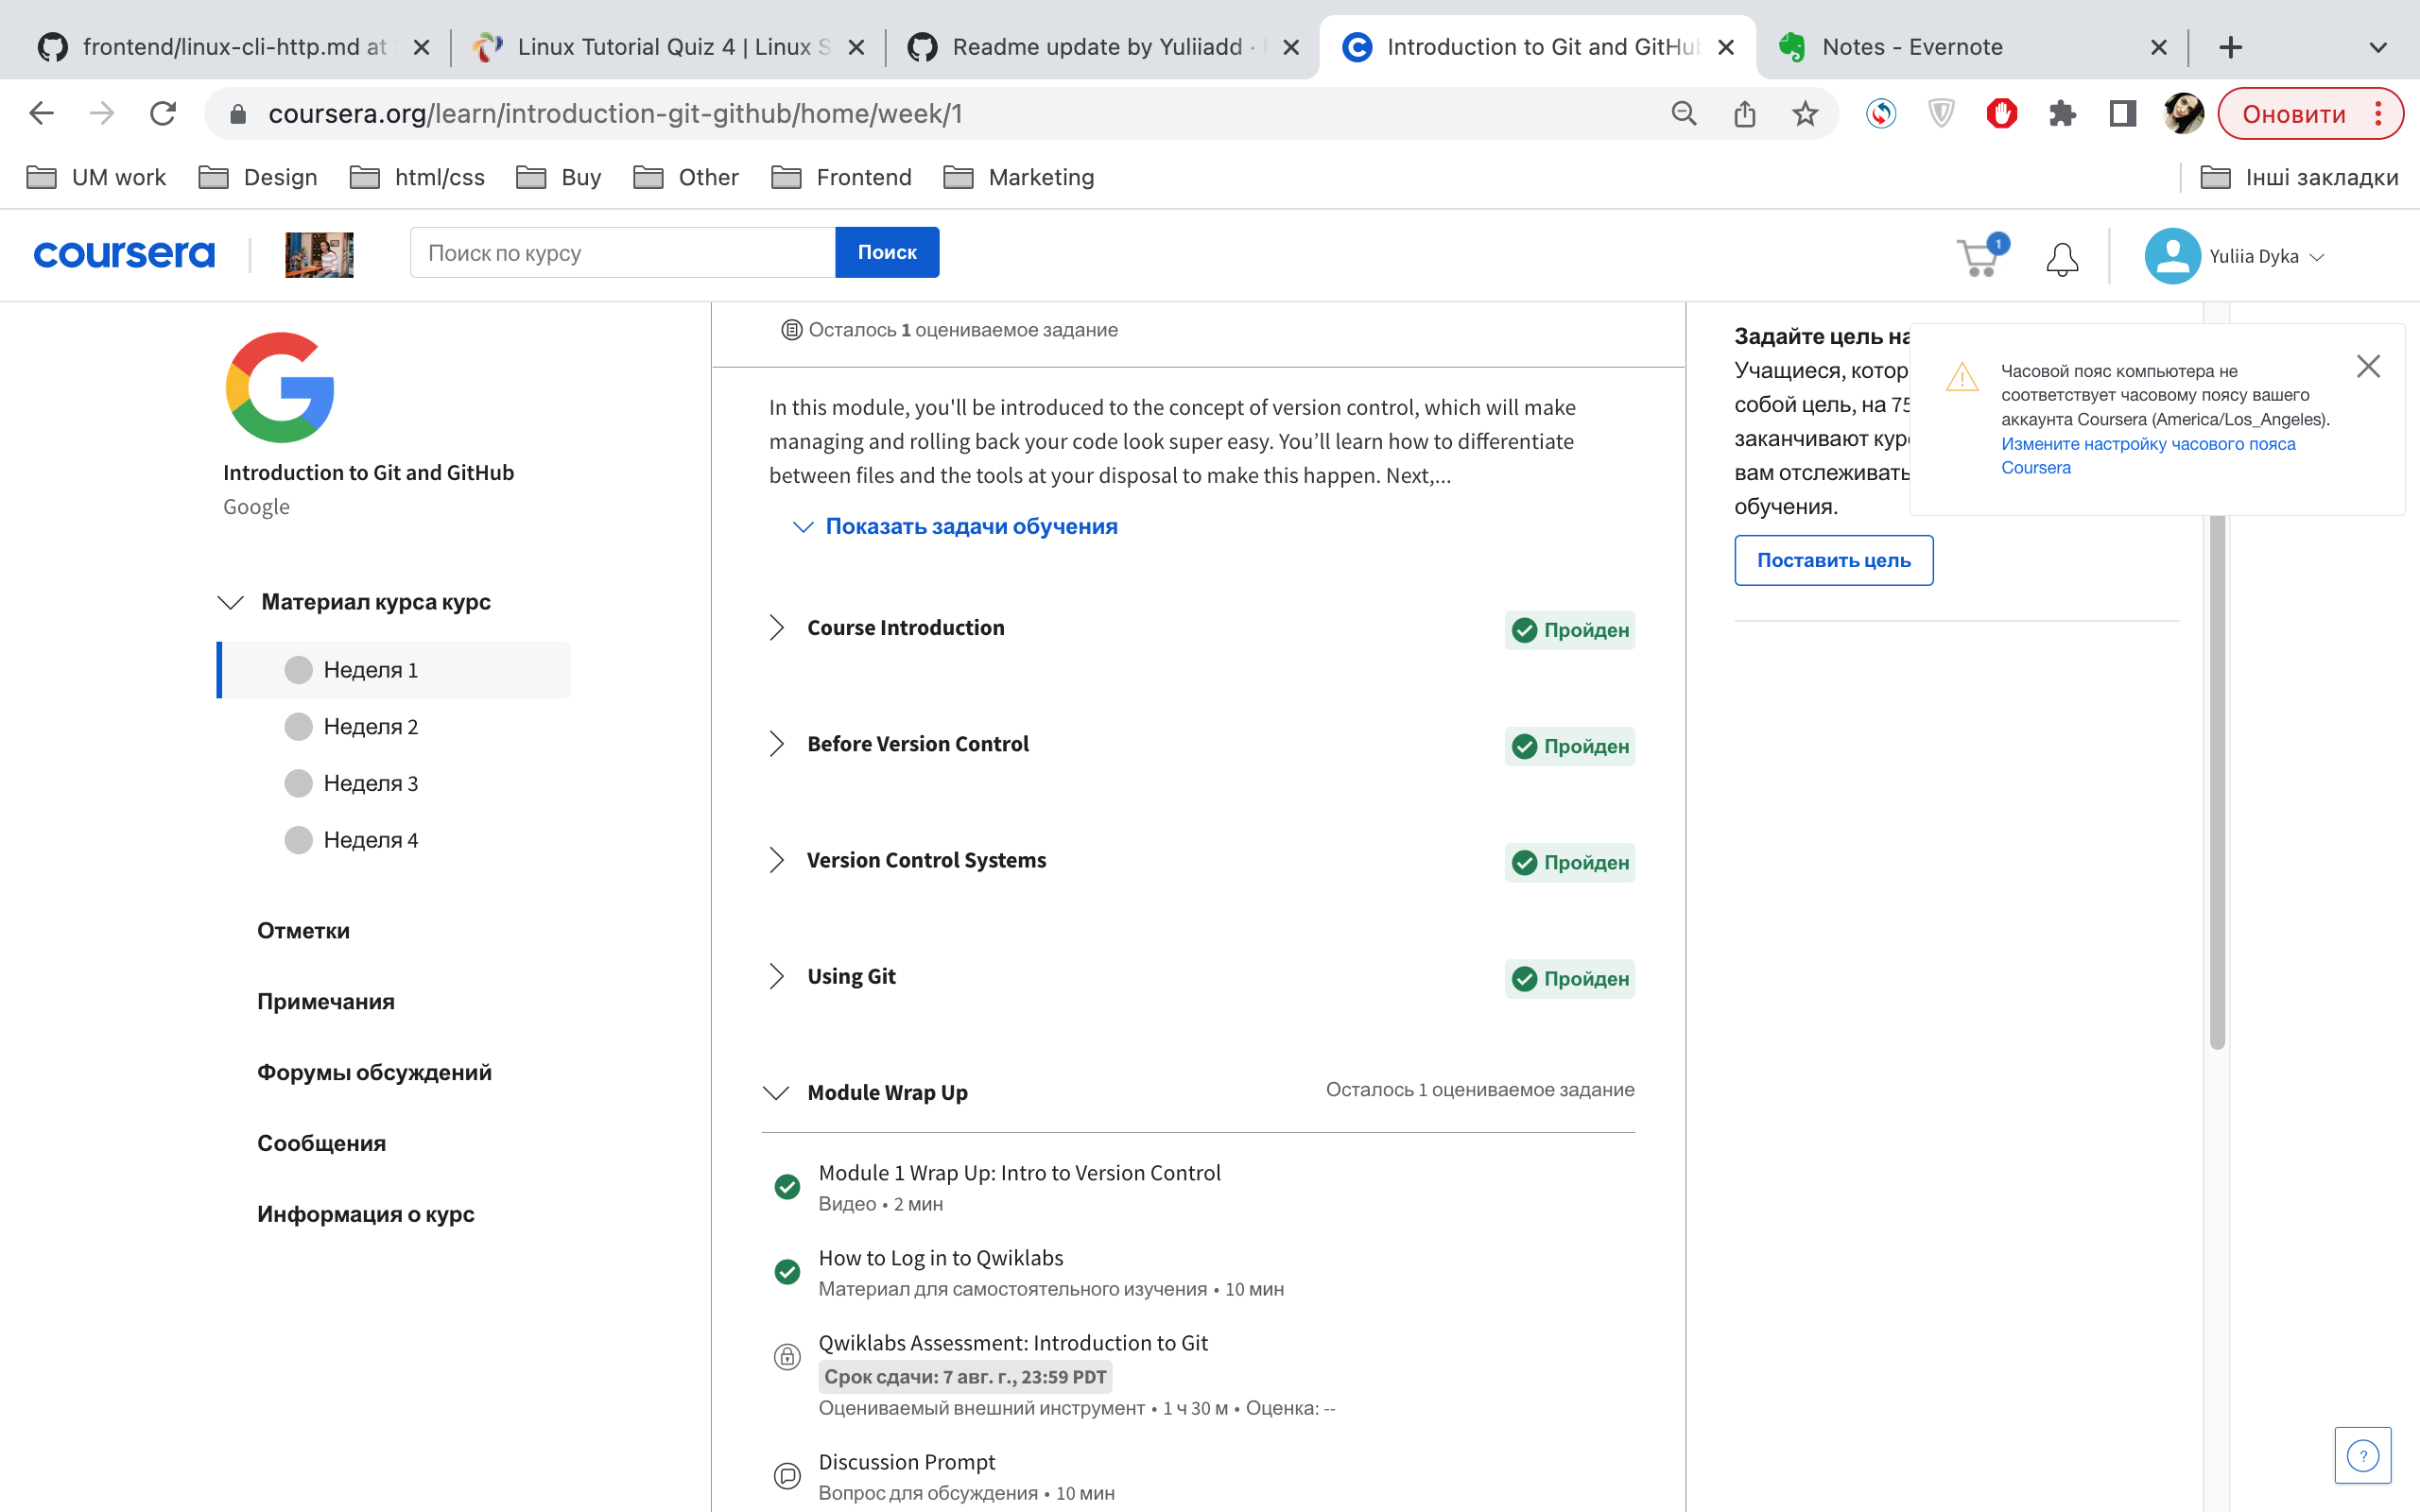 frontend/linux-cli-http.md at
Linux Tutorial Quiz 4 | Linux S
Readme update by Yuliiadd ·
Introduction to Git and GitHub
Notes - Evernote
coursera.org/learn/introduction-git-github/home/week/1
Оновити
UM work
Design
html/css
Buy
Other
Frontend
Marketing
Інші закладки
coursera
Поиск по курсу
Поиск
1
Yuliia Dyka
Introduction to Git and GitHub
Google
Материал курса курс
Неделя 1
Неделя 2
Неделя 3
Неделя 4
Отметки
Примечания
Форумы обсуждений
Сообщения
Информация о курс
Осталось 1 оцениваемое задание
In this module, you'll be introduced to the concept of version control, which will make
managing and rolling back your code look super easy. You’ll learn how to differentiate
between files and the tools at your disposal to make this happen. Next,...
Показать задачи обучения
Course Introduction
Пройден
Before Version Control
Пройден
Version Control Systems
Пройден
Using Git
Пройден
Module Wrap Up
Осталось 1 оцениваемое задание
Module 1 Wrap Up: Intro to Version Control
Видео • 2 мин
How to Log in to Qwiklabs
Материал для самостоятельного изучения • 10 мин
Qwiklabs Assessment: Introduction to Git
Срок сдачи: 7 авг. г., 23:59 PDT
Оцениваемый внешний инструмент • 1 ч 30 м • Оценка: --
Discussion Prompt
Вопрос для обсуждения • 10 мин
Задайте цель на
Учащиеся, котор
собой цель, на 75
заканчивают кур
вам отслеживать
обучения.
Поставить цель
Часовой пояс компьютера не
соответствует часовому поясу вашего
аккаунта Coursera (America/Los_Angeles).
Измените настройку часового пояса
Coursera
?